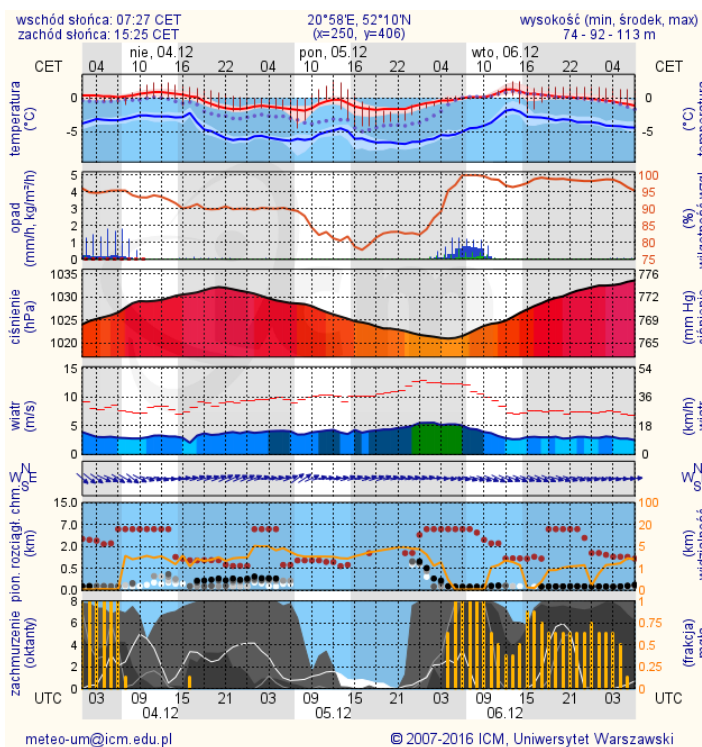 wschód słońca: 07:27 CET 20°58'E, 52°10'N wysokość (min, środek, max)
zachód słońca: 15:25 CET (x=250, y=406) 74 - 92 - 113 m
nie, 04.12 pon, 05.12 wto, 06.12
CET 04 10 16 22 04 10 16 22 04 10 16 22 04 CET
temperatura (°C) 0 -5 0 -5 temperatura (°C)
opad (mm/h, kg/m²/h) 5 4 3 2 1 0 100 95 90 85 80 75 (%) wilgotność wzgl.
ciśnienie (hPa) 1035 1030 1025 1020 776 772 769 765 (mm Hg) ciśnienie
wiatr (m/s) 15 10 5 0 54 36 18 0 (km/h) wiatr
N W E S N W S
pion. rozciągł. chm. (km) 15.0 7.0 2.0 0.5 0.0 100 20 5 1 0 (km) widzialność
zachmurzenie (oktanty) 8 6 4 2 0 1 0.75 0.5 0.25 0 (frakcja) mgła
UTC 03 09 15 21 03 09 15 21 03 09 15 21 03 UTC
04.12 05.12 06.12
meteo-um@icm.edu.pl © 2007-2016 ICM, Uniwersytet Warszawski